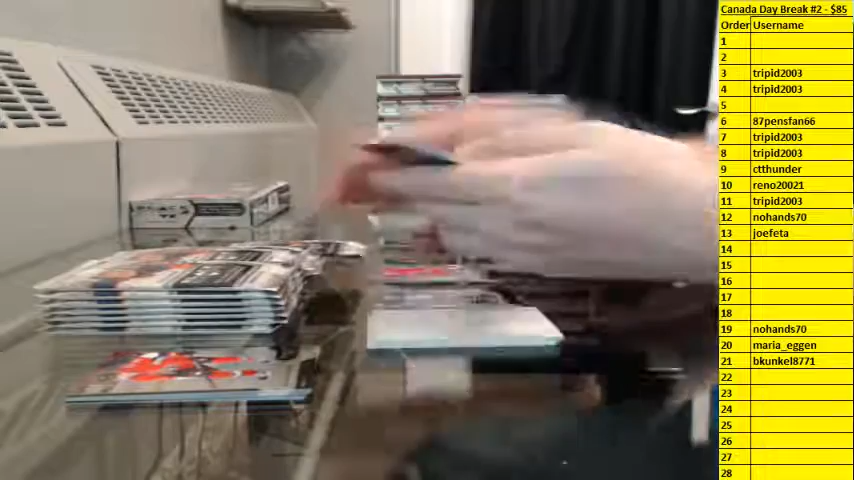 Canada Day Break #2 - $85
Order Username
1
2
3 tripid2003
4 tripid2003
5
6 87pensfan66
7 tripid2003
8 tripid2003
9 ctthunder
10 reno20021
11 tripid2003
12 nohands70
13 joefeta
14
15
16
17
18
19 nohands70
20 maria_eggen
21 bkunkel8771
22
23
24
25
26
27
28